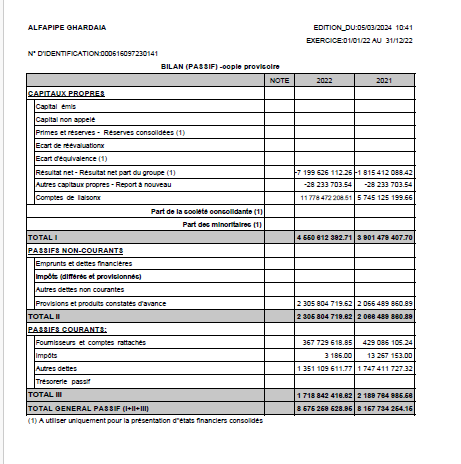 ALFAPIPE GHARDAIA
EDITION_DU:05/03/2024 10:41
EXERCICE:01/01/22 AU 31/12/22
N° D'IDENTIFICATION:000616097230141
BILAN (PASSIF) -copie provisoire
NOTE 2022 2021
CAPITAUX PROPRES
Capital émis
Capital non appelé
Primes et réserves - Réserves consolidées (1)
Ecart de réévaluationx
Ecart d'équivalence (1)
Résultat net - Résultat net part du groupe (1) -7 199 626 112.26 -1 815 412 088.42
Autres capitaux propres - Report à nouveau -28 233 703.54 -28 233 703.54
Comptes de liaisonx 11 778 472 208.51 5 745 125 199.66
Part de la société consolidante (1)
Part des minoritaires (1)
TOTAL I 4 550 612 392.71 3 901 479 407.70
PASSIFS NON-COURANTS
Emprunts et dettes financières
Impôts (différés et provisionnés)
Autres dettes non courantes
Provisions et produits constatés d'avance 2 305 804 719.62 2 066 489 860.89
TOTAL II 2 305 804 719.62 2 066 489 860.89
PASSIFS COURANTS:
Fournisseurs et comptes rattachés 367 729 618.85 429 086 105.24
Impôts 3 186.00 13 267 153.00
Autres dettes 1 351 109 611.77 1 747 411 727.32
Trésorerie passif
TOTAL III 1 718 842 416.62 2 189 764 985.56
TOTAL GENERAL PASSIF (I+II+III) 8 575 259 528.95 8 157 734 254.15
(1) A utiliser uniquement pour la présentation d"états financiers consolidés